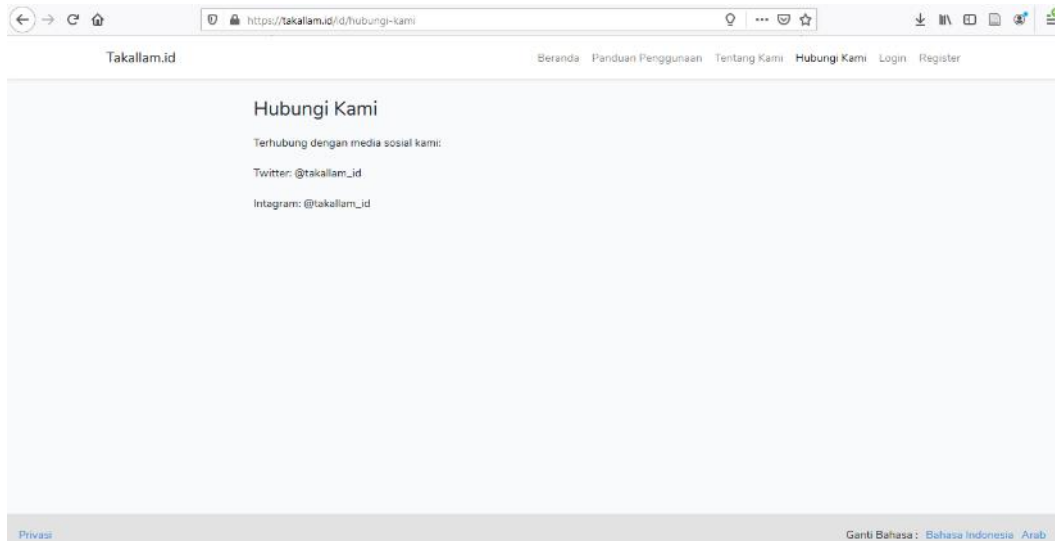 https://takallam.id/id/hubungi-kami
Takallam.id
Beranda Panduan Penggunaan Tentang Kami Hubungi Kami Login Register
Hubungi Kami
Terhubung dengan media sosial kami:
Twitter: @takallam_id
Intagram: @takallam_id
Privasi
Ganti Bahasa : Bahasa Indonesia Arab